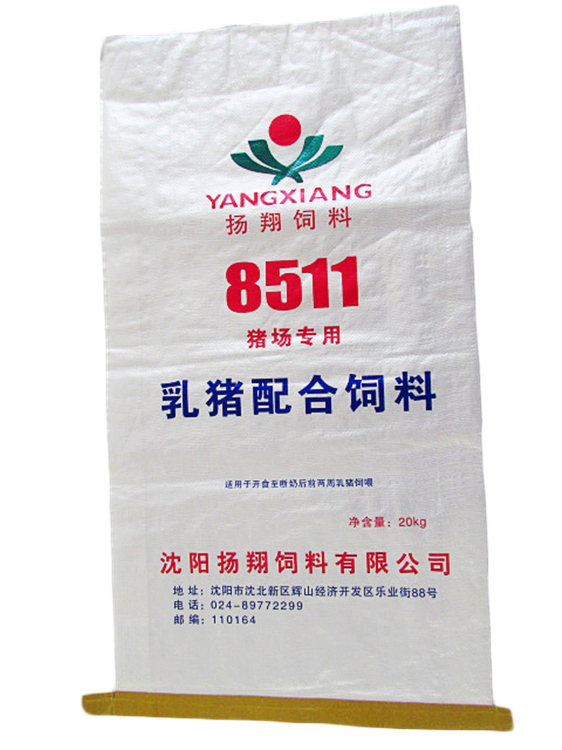 YANGXIANG
扬翔饲料
8511
猪场专用
乳猪配合饲料
适用于开食至断奶后前两周乳猪饲喂
净含量：20kg
沈阳扬翔饲料有限公司
地址：沈阳市沈北新区辉山经济开发区乐业街88号
电话：024-89772299
邮编：110164